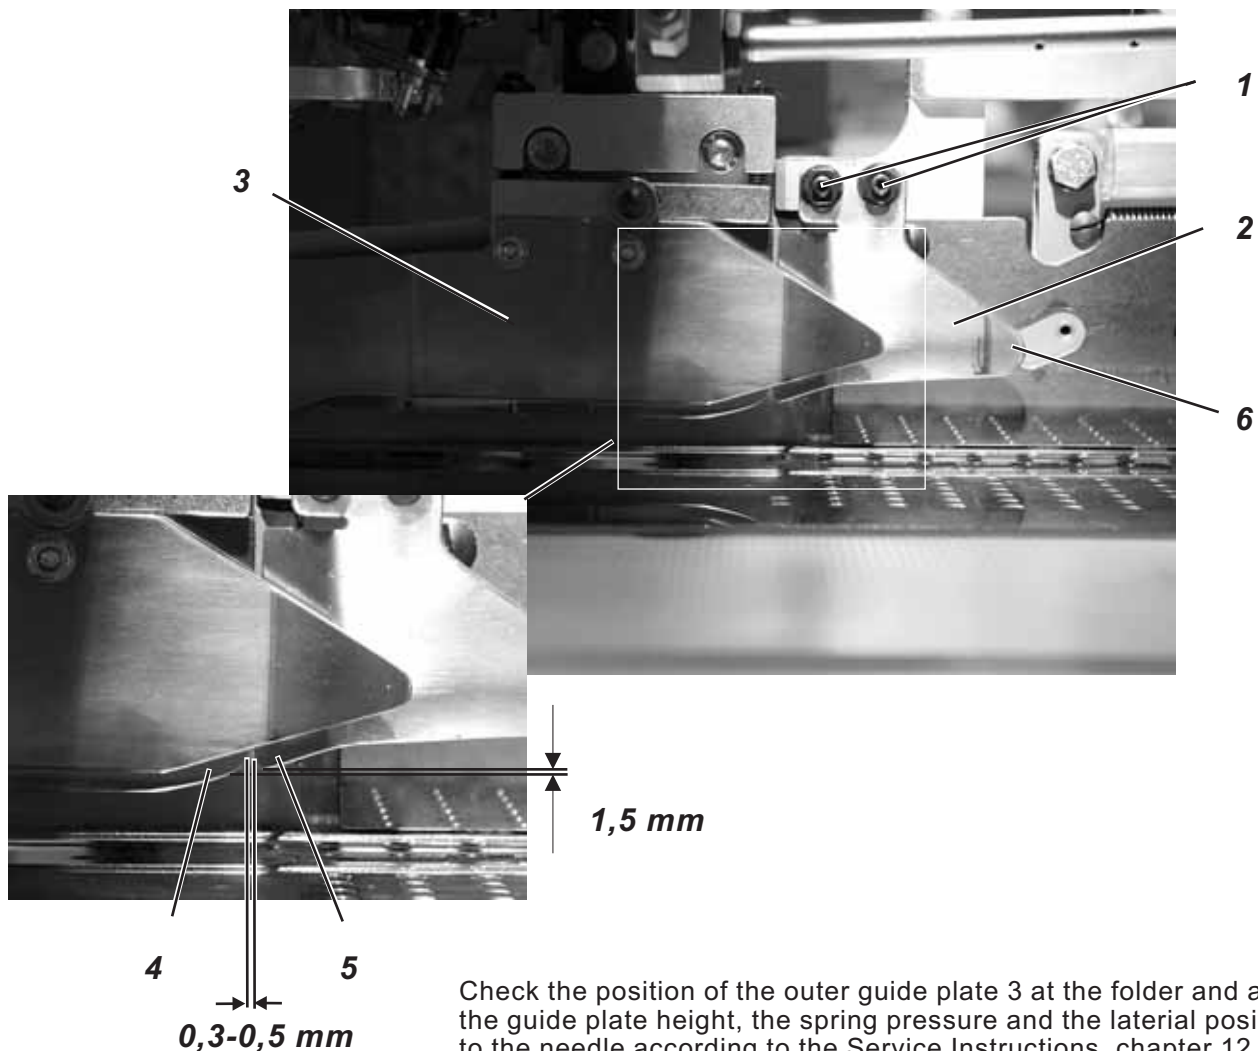 1
3
2
6
1,5 mm
4
5
0,3-0,5 mm
Check the position of the outer guide plate 3 at the folder and
the guide plate height, the spring pressure and the laterial
to the needle according to the Service Instructions, chapter 12